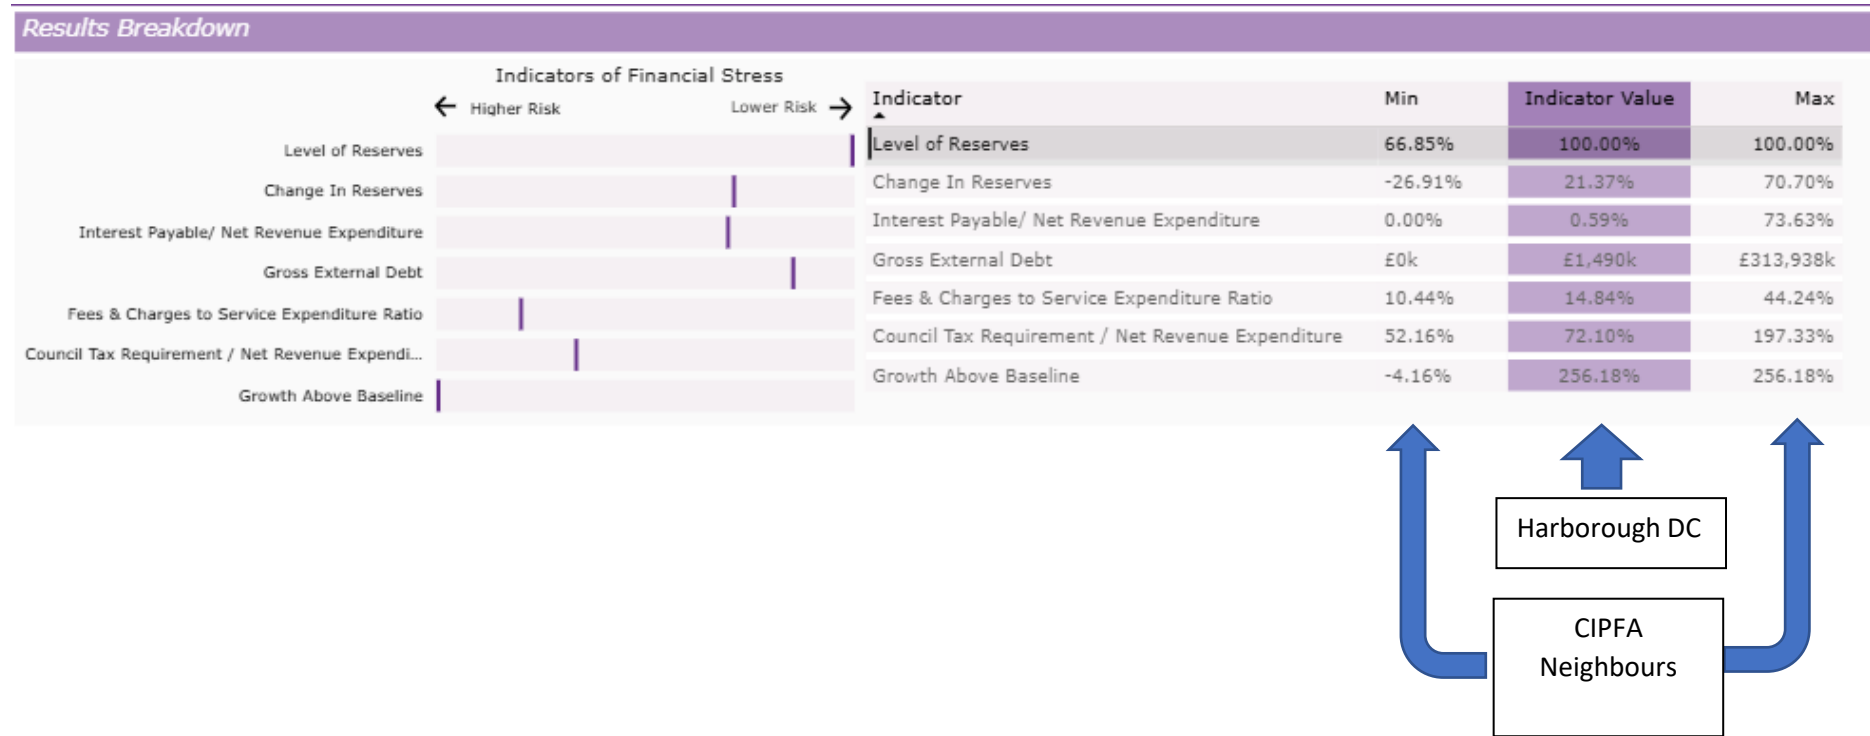 Results Breakdown
Indicators of Financial Stress
← Higher Risk Lower Risk →
Level of Reserves
Change In Reserves
Interest Payable/ Net Revenue Expenditure
Gross External Debt
Fees & Charges to Service Expenditure Ratio
Council Tax Requirement / Net Revenue Expendi...
Growth Above Baseline
Indicator Min Indicator Value Max
Level of Reserves 66.85% 100.00% 100.00%
Change In Reserves -26.91% 21.37% 70.70%
Interest Payable/ Net Revenue Expenditure 0.00% 0.59% 73.63%
Gross External Debt £0k £1,490k £313,938k
Fees & Charges to Service Expenditure Ratio 10.44% 14.84% 44.24%
Council Tax Requirement / Net Revenue Expenditure 52.16% 72.10% 197.33%
Growth Above Baseline -4.16% 256.18% 256.18%
Harborough DC
CIPFA
Neighbours